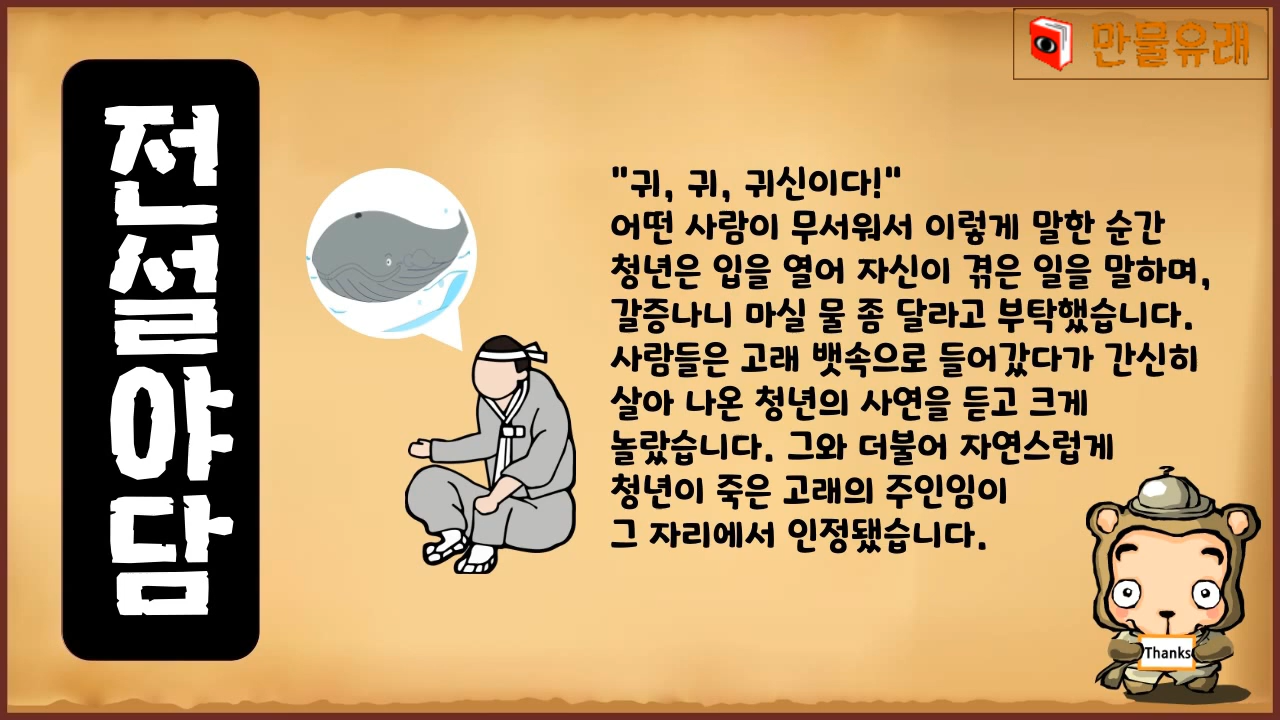 만물유래
전설야담
"귀, 귀, 귀신이다!"
어떤 사람이 무서워서 이렇게 말한 순간
청년은 입을 열어 자신이 겪은 일을 말하며,
갈증나니 마실 물 좀 달라고 부탁했습니다.
사람들은 고래 뱃속으로 들어갔다가 간신히
살아 나온 청년의 사연을 듣고 크게
놀랐습니다. 그와 더불어 자연스럽게
청년이 죽은 고래의 주인임이
그 자리에서 인정됐습니다.
Thanks